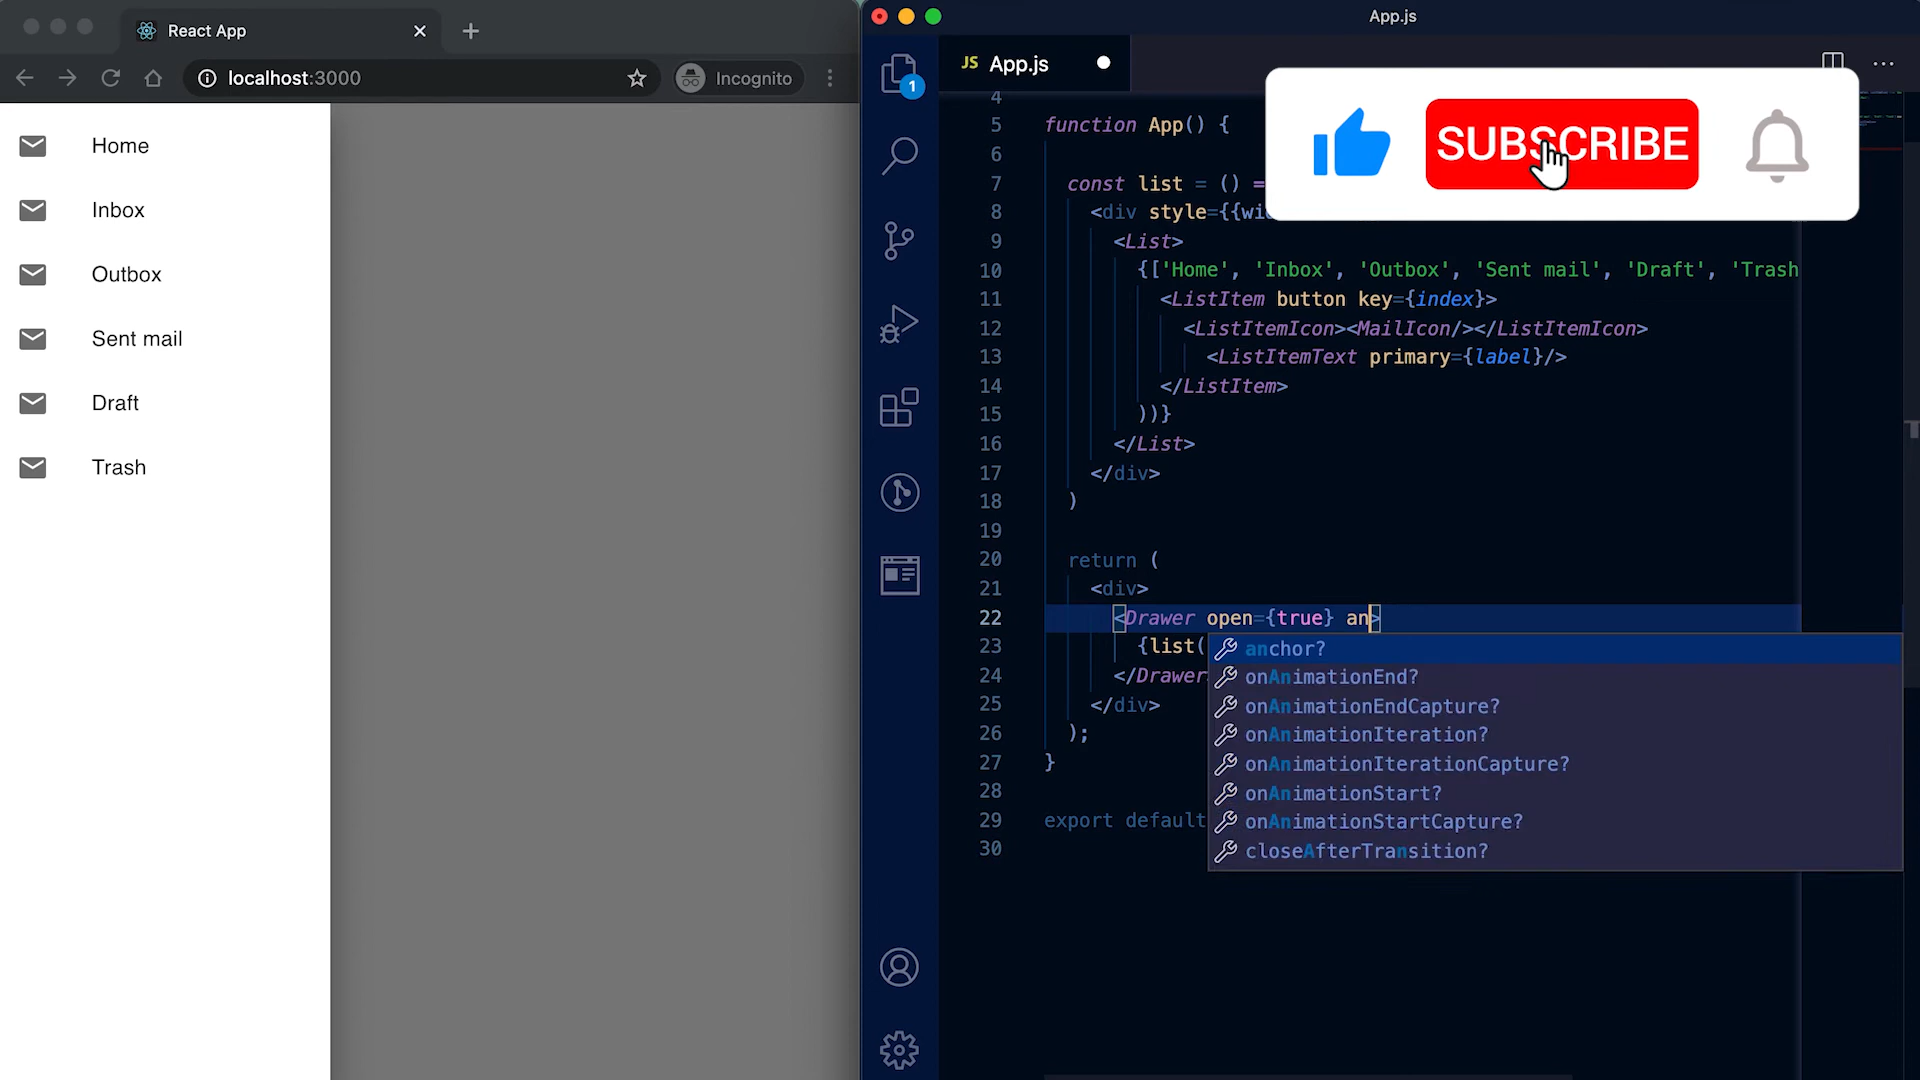 React App
localhost:3000
Incognito
Home
Inbox
Outbox
Sent mail
Draft
Trash
App.js
1
JS App.js
SUBSCRIBE
4
5 function App() {
6
7 const list = () =
8 <div style={{wi
9 <List>
10 {['Home', 'Inbox', 'Outbox', 'Sent mail', 'Draft', 'Trash
11 <ListItem button key={index}>
12 <ListItemIcon><MailIcon/></ListItemIcon>
13 <ListItemText primary={label}/>
14 </ListItem>
15 ))}
16 </List>
17 </div>
18 )
19
20 return (
21 <div>
22 <Drawer open={true} an>
23 {list(
24 </Drawer
25 </div>
26 );
27 }
28
29 export default
30
anchor?
onAnimationEnd?
onAnimationEndCapture?
onAnimationIteration?
onAnimationIterationCapture?
onAnimationStart?
onAnimationStartCapture?
closeAfterTransition?